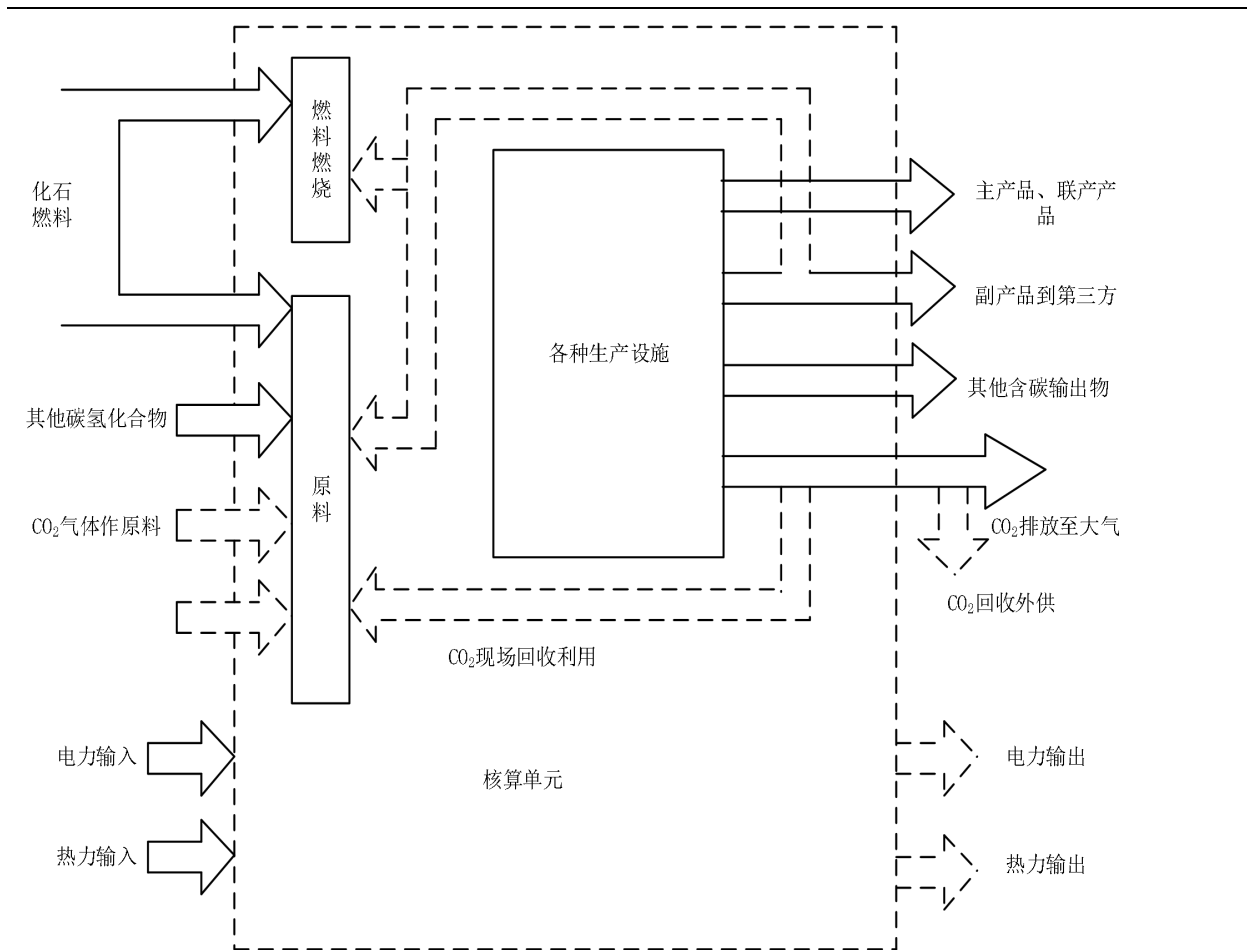 燃
料
燃
烧
化石
燃料
主产品、联产产
品
副产品到第三方
各种生产设施
其他含碳输出物
其他碳氢化合物
原
料
CO₂气体作原料
CO₂排放至大气
CO₂回收外供
CO₂现场回收利用
电力输入
核算单元
电力输出
热力输入
热力输出